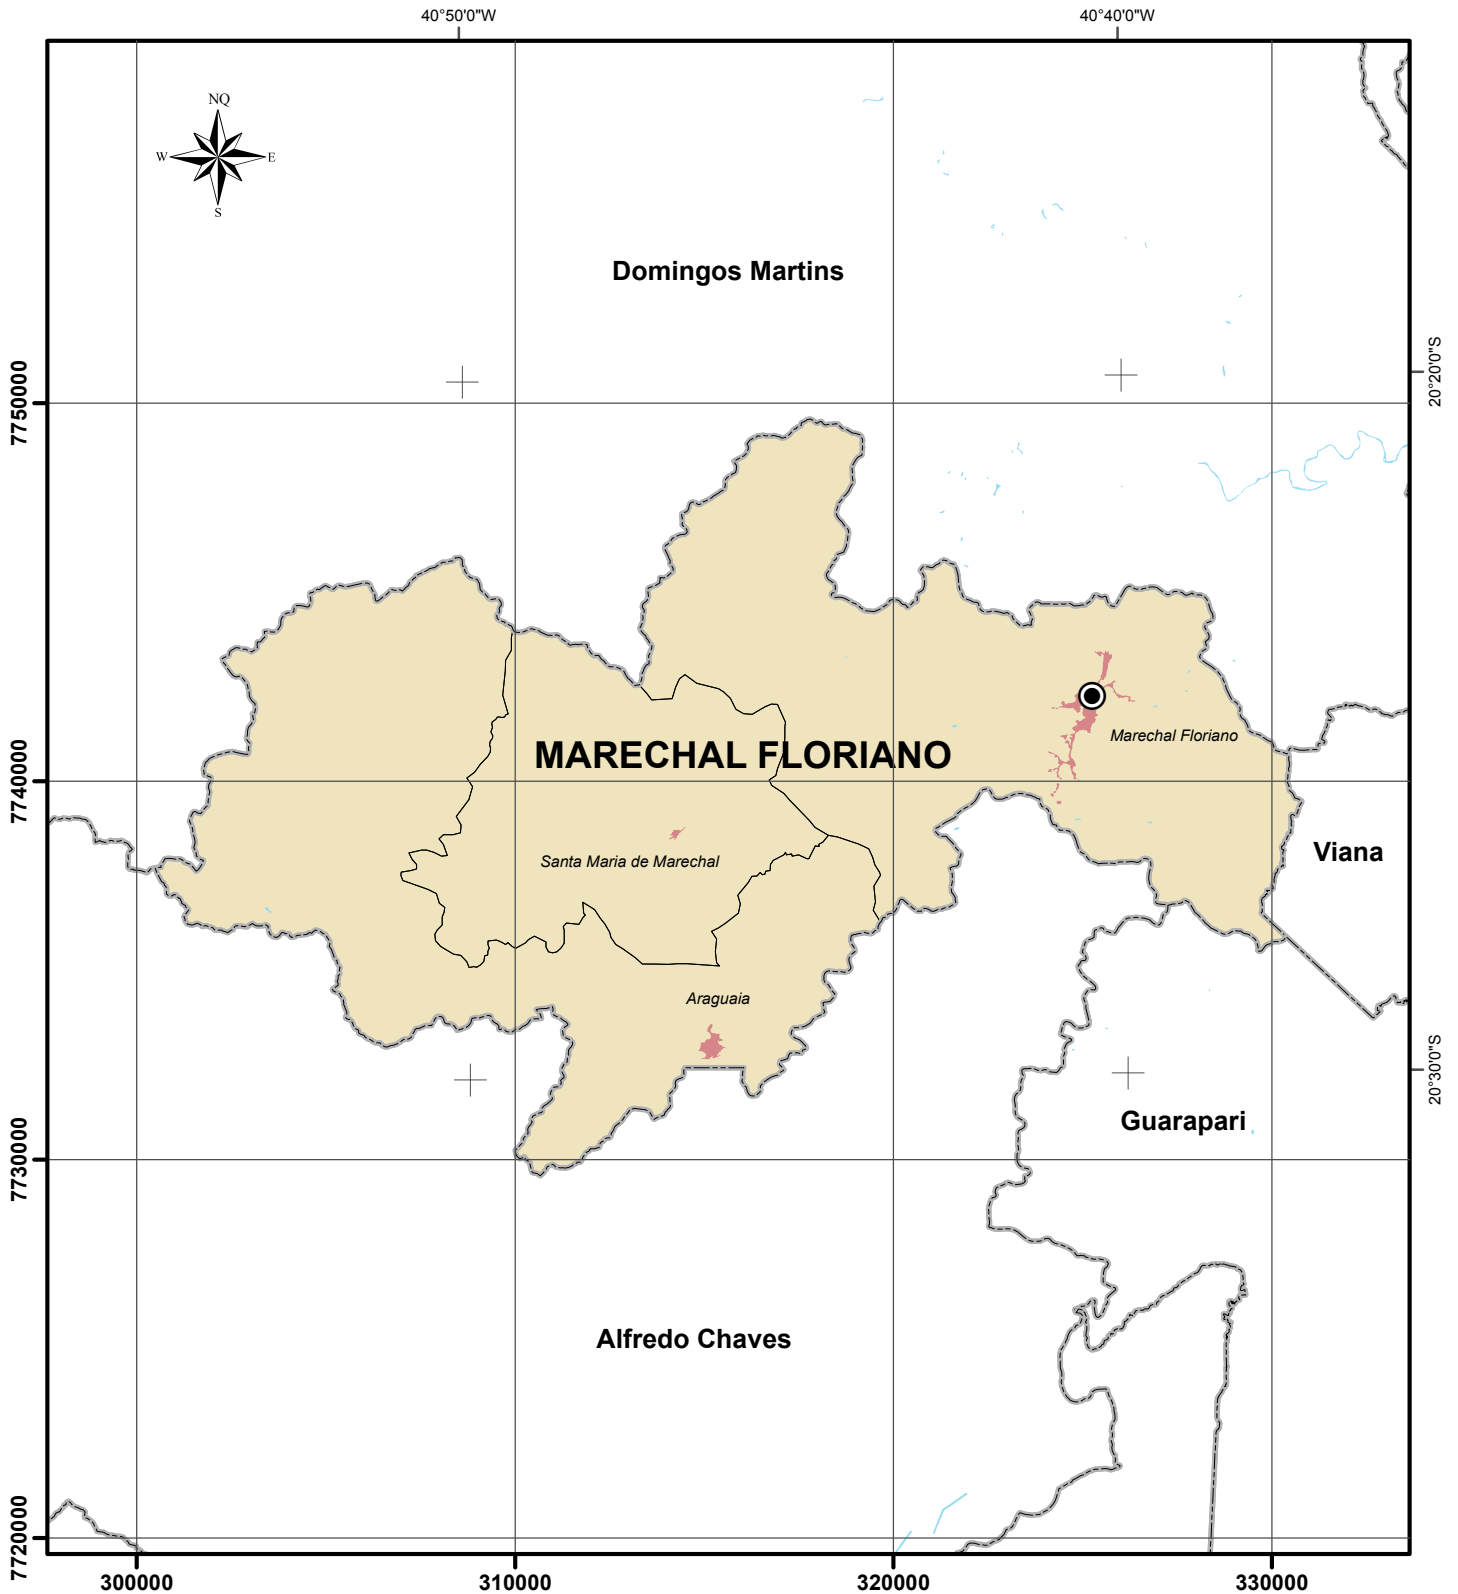 40°50'0"W
40°40'0"W
NQ
W
E
S
Domingos Martins
20°20'0"S
7750000
MARECHAL FLORIANO
Marechal Floriano
7740000
Viana
Santa Maria de Marechal
Araguaia
20°30'0"S
Guarapari
7730000
Alfredo Chaves
7720000
300000
310000
320000
330000